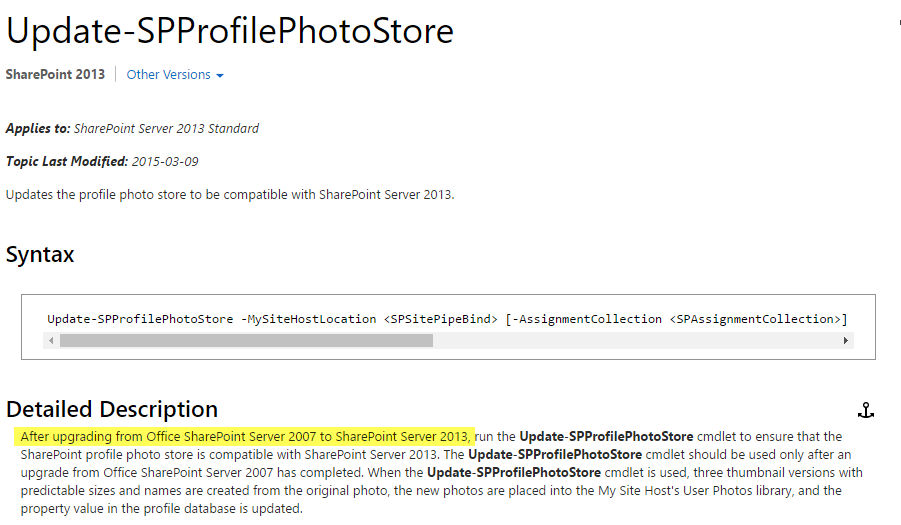 Update-SPProfilePhotoStore
SharePoint 2013 Other Versions
Applies to: SharePoint Server 2013 Standard
Topic Last Modified: 2015-03-09
Updates the profile photo store to be compatible with SharePoint Server 2013.
Syntax
Update-SPProfilePhotoStore -MySiteHostLocation <SPSitePipeBind> [-AssignmentCollection <SPAssignmentCollection>]
Detailed Description
After upgrading from Office SharePoint Server 2007 to SharePoint Server 2013, run the Update-SPProfilePhotoStore cmdlet to ensure that the
SharePoint profile photo store is compatible with SharePoint Server 2013. The Update-SPProfilePhotoStore cmdlet should be used only after an
upgrade from Office SharePoint Server 2007 has completed. When the Update-SPProfilePhotoStore cmdlet is used, three thumbnail versions with
predictable sizes and names are created from the original photo, the new photos are placed into the My Site Host's User Photos library, and the
property value in the profile database is updated.